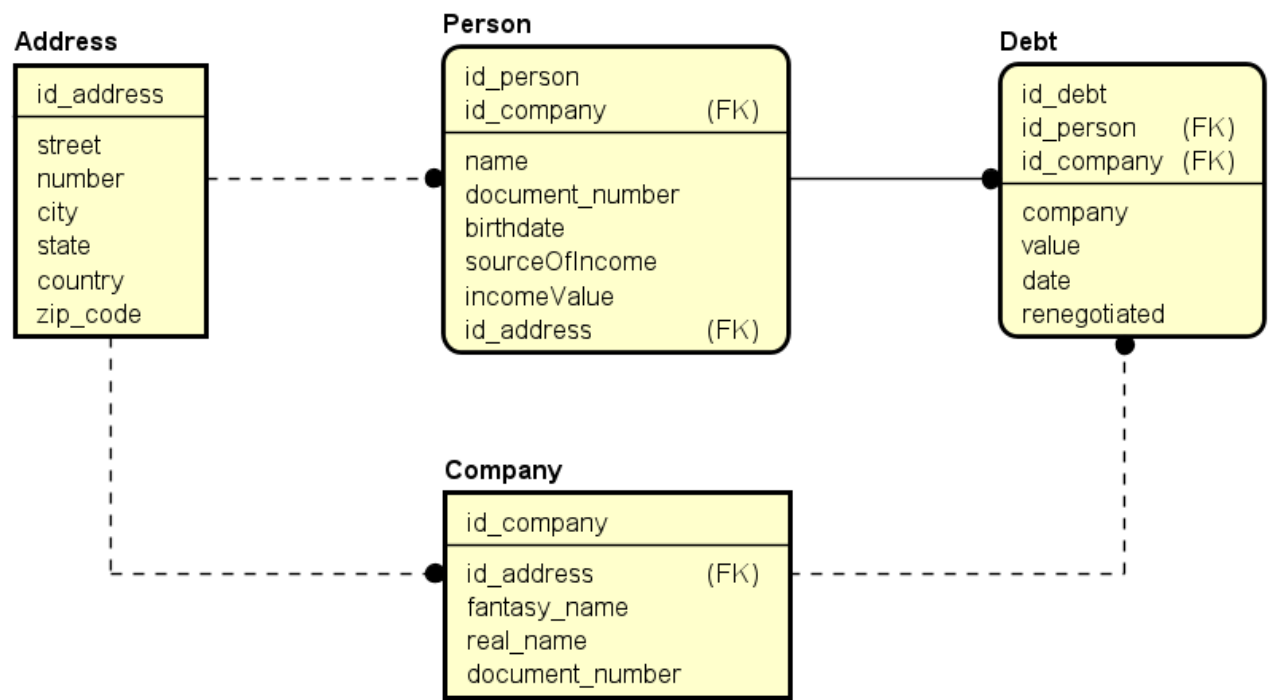 Address
id_address
street
number
city
state
country
zip_code
Person
id_person
id_company (FK)
name
document_number
birthdate
sourceOfIncome
incomeValue
id_address (FK)
Debt
id_debt
id_person (FK)
id_company (FK)
company
value
date
renegotiated
Company
id_company
id_address (FK)
fantasy_name
real_name
document_number